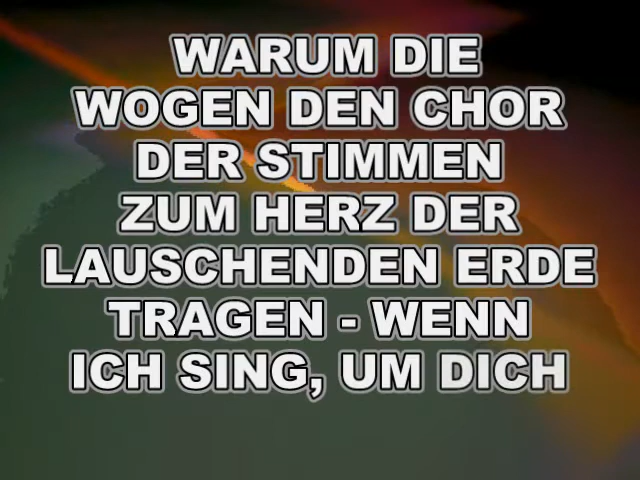 WARUM DIE
WOGEN DEN CHOR
DER STIMMEN
ZUM HERZ DER
LAUSCHENDEN ERDE
TRAGEN - WENN
ICH SING, UM DICH